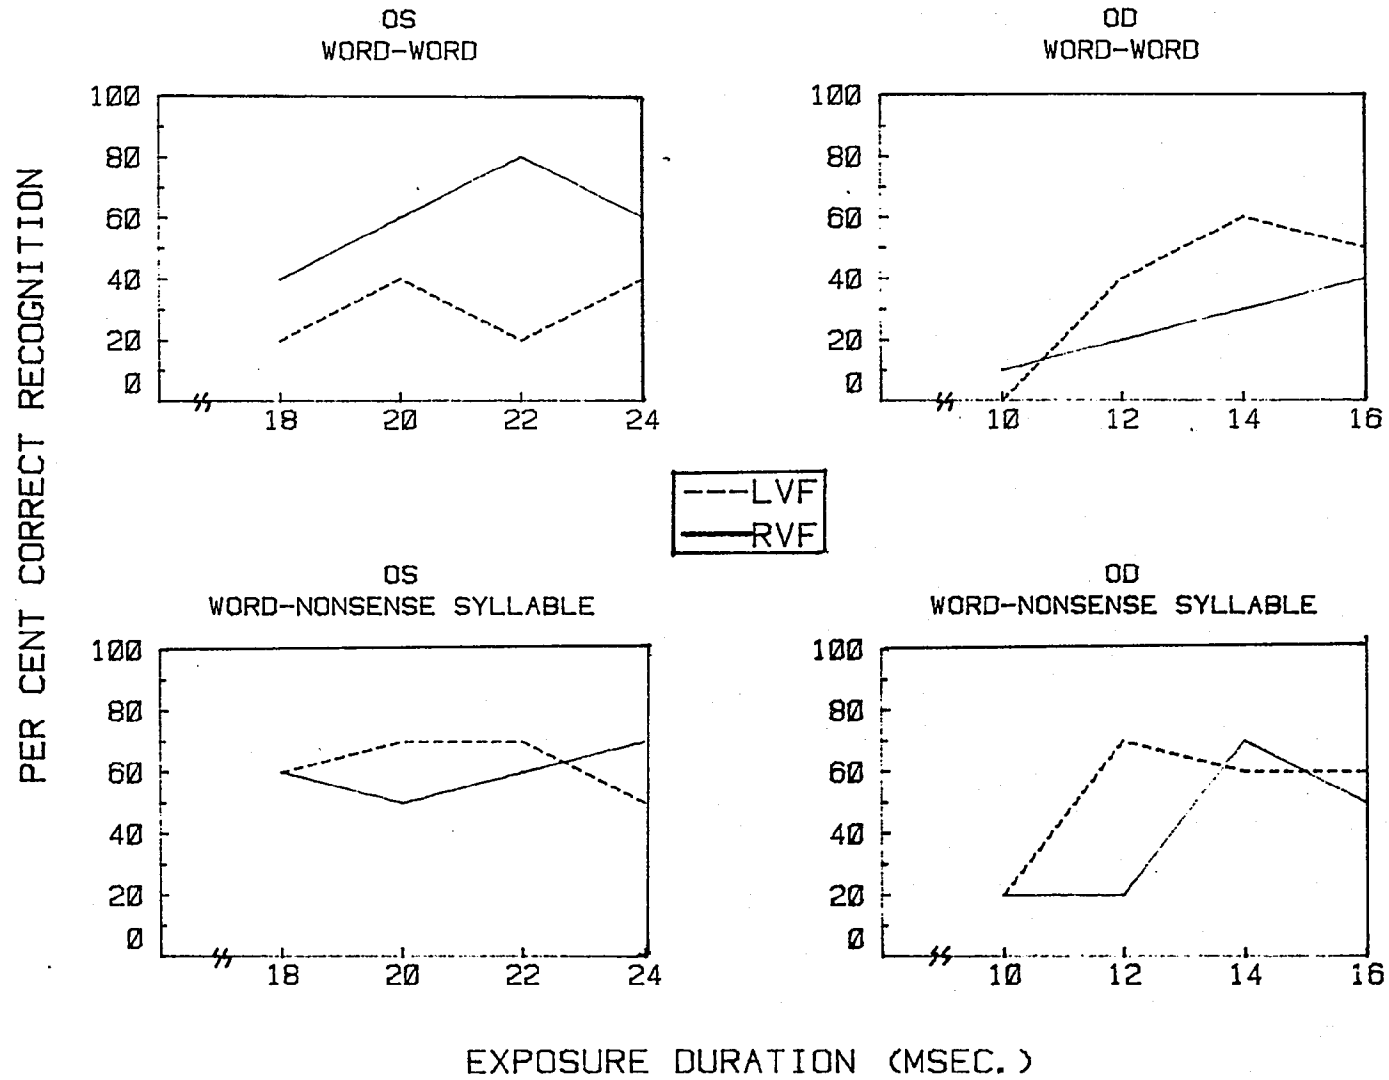 OS
WORD-WORD
100
80
60
40
20
0
18 20 22 24
OD
WORD-WORD
100
80
60
40
20
0
10 12 14 16
LVF
RVF
OS
WORD-NONSENSE SYLLABLE
100
80
60
40
20
0
18 20 22 24
OD
WORD-NONSENSE SYLLABLE
100
80
60
40
20
0
10 12 14 16
PER CENT CORRECT RECOGNITION
EXPOSURE DURATION (MSEC.)